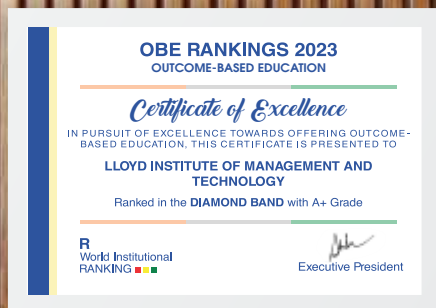 OBE RANKINGS 2023
OUTCOME-BASED EDUCATION
Certificate of Excellence
IN PURSUIT OF EXCELLENCE TOWARDS OFFERING OUTCOME-
BASED EDUCATION, THIS CERTIFICATE IS PRESENTED TO
LLOYD INSTITUTE OF MANAGEMENT AND
TECHNOLOGY
Ranked in the DIAMOND BAND with A+ Grade
R
World Institutional
RANKING
Executive President